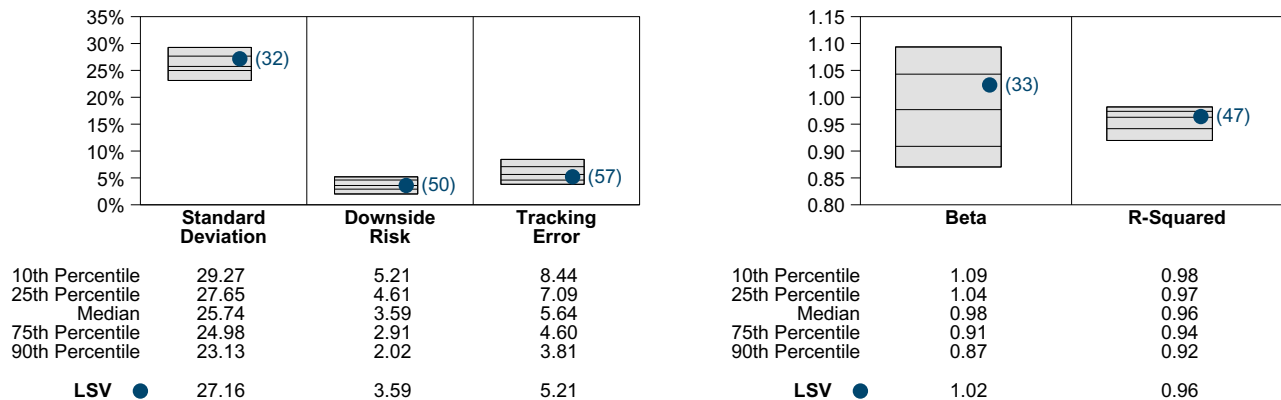 35%
30%
25%
20%
15%
10%
5%
0%
(32)
(50)
(57)
Standard Deviation
Downside Risk
Tracking Error
10th Percentile 29.27 5.21 8.44
25th Percentile 27.65 4.61 7.09
Median 25.74 3.59 5.64
75th Percentile 24.98 2.91 4.60
90th Percentile 23.13 2.02 3.81
LSV 27.16 3.59 5.21
1.15
1.10
1.05
1.00
0.95
0.90
0.85
0.80
(33)
(47)
Beta
R-Squared
10th Percentile 1.09 0.98
25th Percentile 1.04 0.97
Median 0.98 0.96
75th Percentile 0.91 0.94
90th Percentile 0.87 0.92
LSV 1.02 0.96